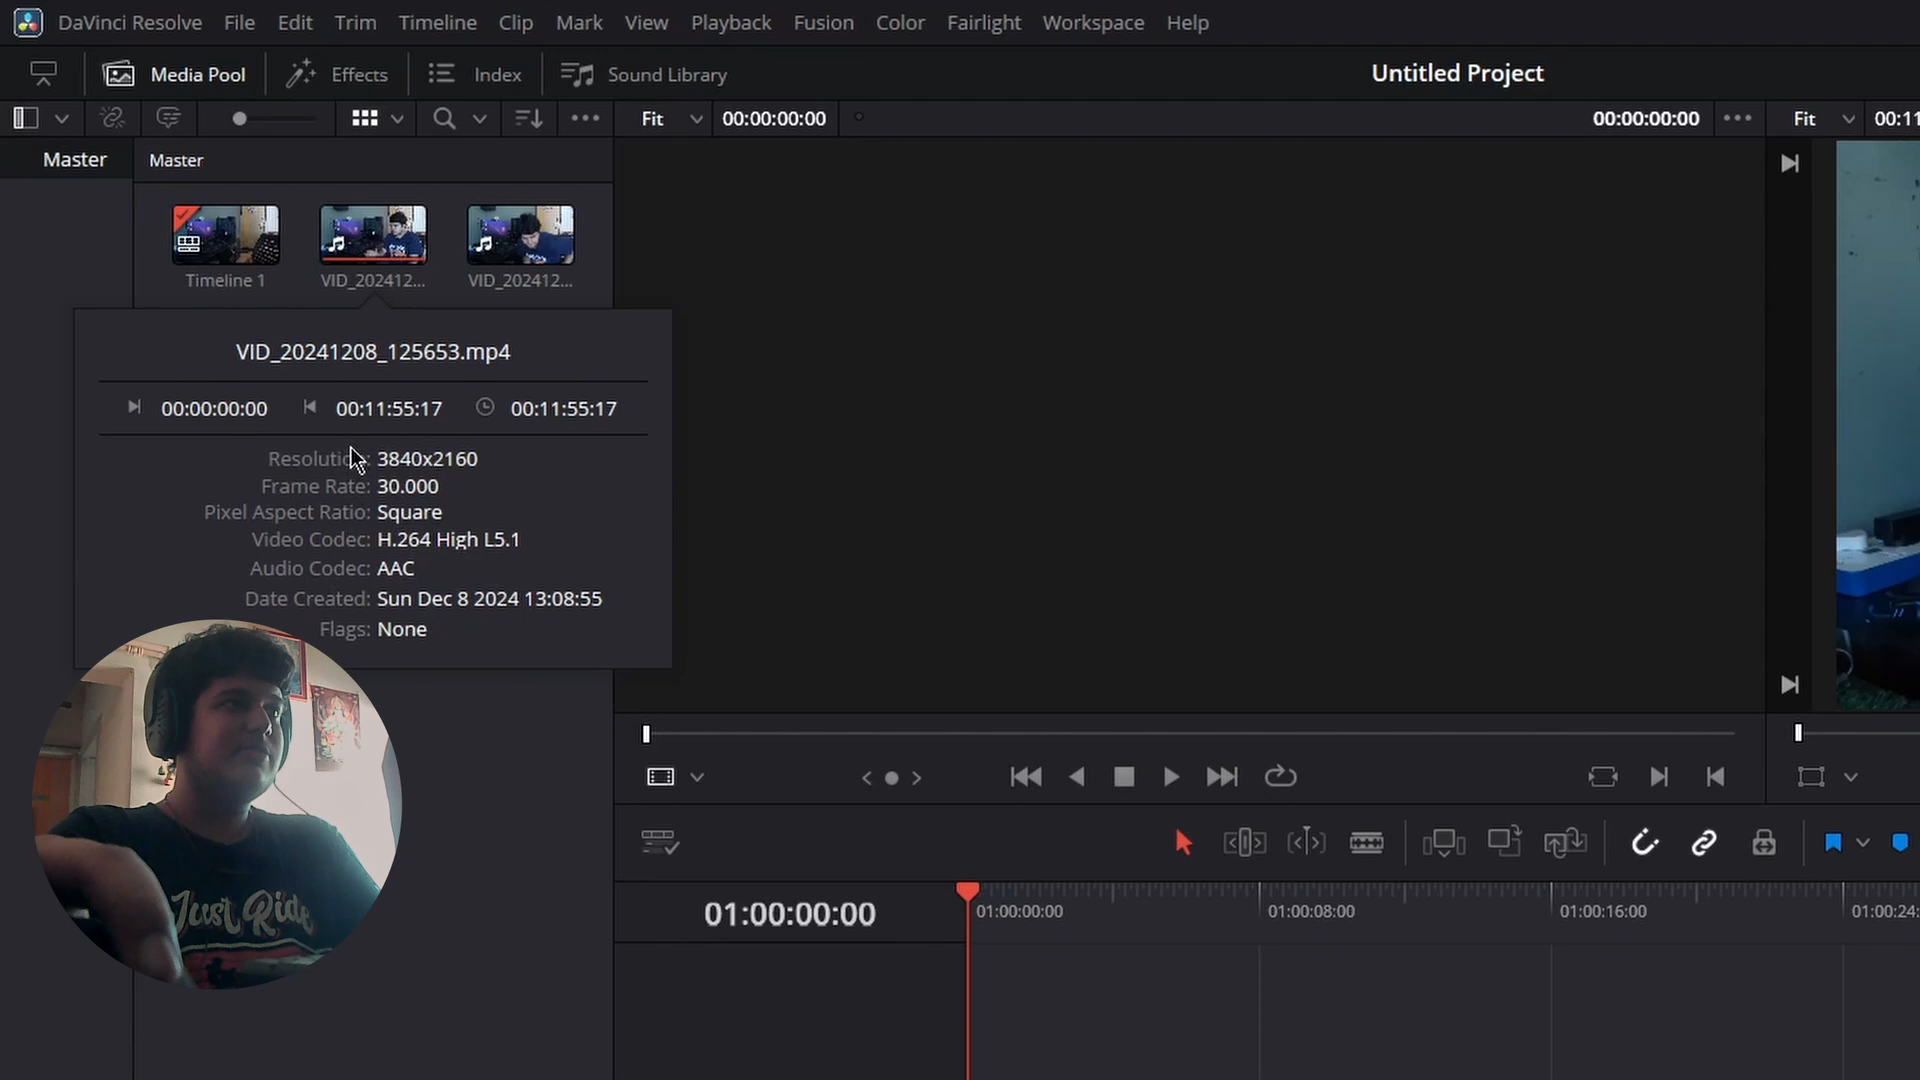 DaVinci Resolve File Edit Trim Timeline Clip Mark View Playback Fusion Color Fairlight Workspace Help
Media Pool Effects Index Sound Library Untitled Project
Fit 00:00:00:00 00:00:00:00 Fit 00:11
Master Master
Timeline 1 VID_202412... VID_202412...
VID_20241208_125653.mp4
00:00:00:00 00:11:55:17 00:11:55:17
Resolution: 3840x2160
Frame Rate: 30.000
Pixel Aspect Ratio: Square
Video Codec: H.264 High L5.1
Audio Codec: AAC
Date Created: Sun Dec 8 2024 13:08:55
Flags: None
Just Ride
01:00:00:00 01:00:00:00 01:00:08:00 01:00:16:00 01:00:24: